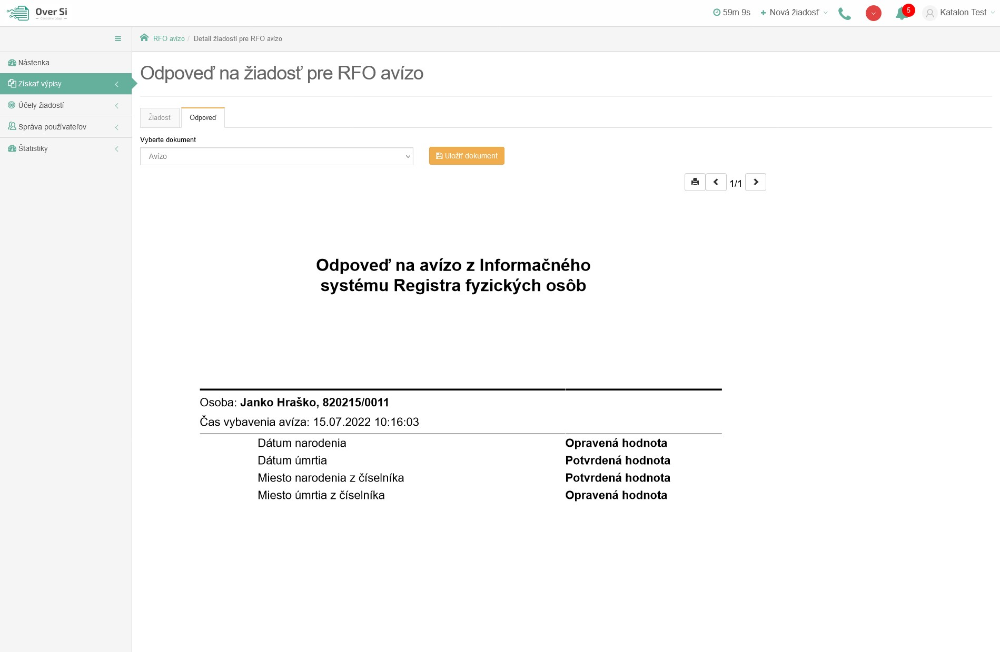 Over Si
Centrálne údaje
59m 9s
Nová žiadosť
5
Katalon Test
RFO avízo / Detail žiadosti pre RFO avízo
Nástenka
Získať výpisy
Účely žiadostí
Správa používateľov
Štatistiky
Odpoveď na žiadosť pre RFO avízo
Žiadosť
Odpoveď
Vyberte dokument
Avízo
Uložiť dokument
1/1
Odpoveď na avízo z Informačného
systému Registra fyzických osôb
Osoba: Janko Hraško, 820215/0011
Čas vybavenia avíza: 15.07.2022 10:16:03
Dátum narodenia Opravená hodnota
Dátum úmrtia Potvrdená hodnota
Miesto narodenia z číselníka Potvrdená hodnota
Miesto úmrtia z číselníka Opravená hodnota